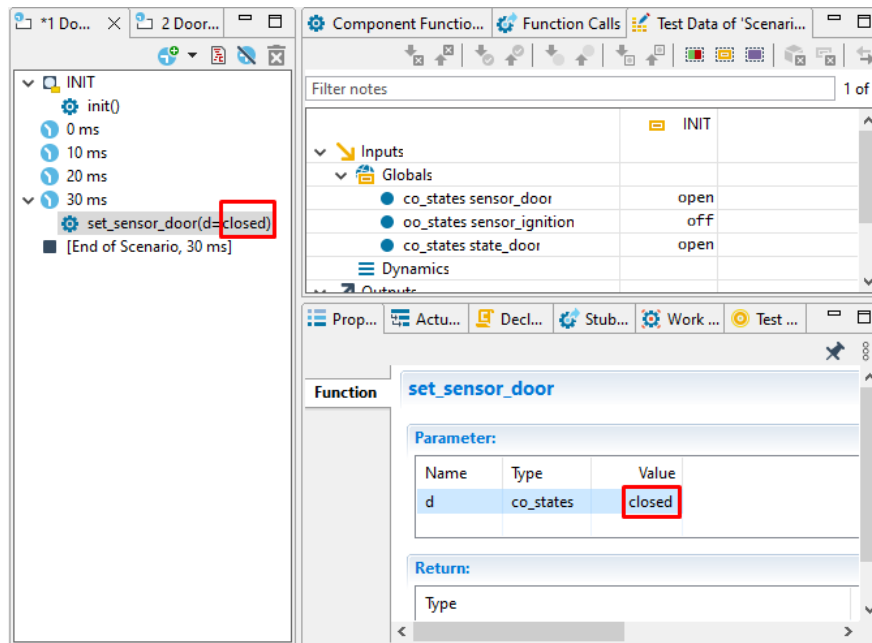 *1 Do...
2 Door...
INIT
init()
0 ms
10 ms
20 ms
30 ms
set_sensor_door(d=closed)
[End of Scenario, 30 ms]
Component Functio...
Function Calls
Test Data of 'Scenari...
Filter notes
1 of
INIT
Inputs
Globals
co_states sensor_door open
oo_states sensor_ignition off
co_states state_door open
Dynamics
Outputs
Prop...
Actu...
Decl...
Stub...
Work ...
Test ...
Function
set_sensor_door
Parameter:
Name Type Value
d co_states closed
Return:
Type